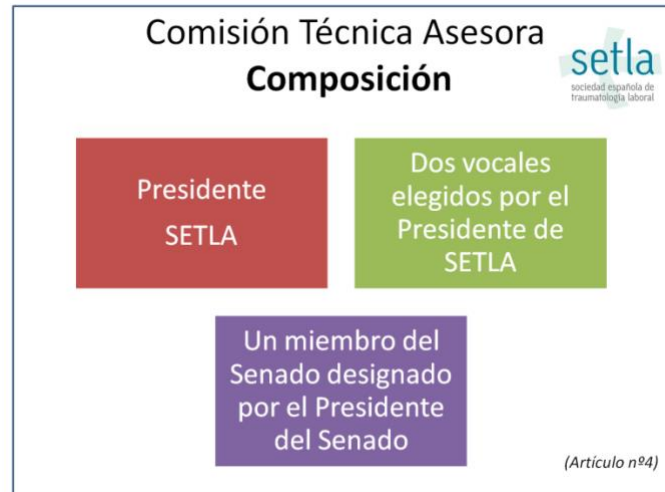 Comisión Técnica Asesora
Composición
setla
sociedad española de
traumatología laboral
Presidente
SETLA
Dos vocales
elegidos por el
Presidente de
SETLA
Un miembro del
Senado designado
por el Presidente
del Senado
(Artículo nº4)